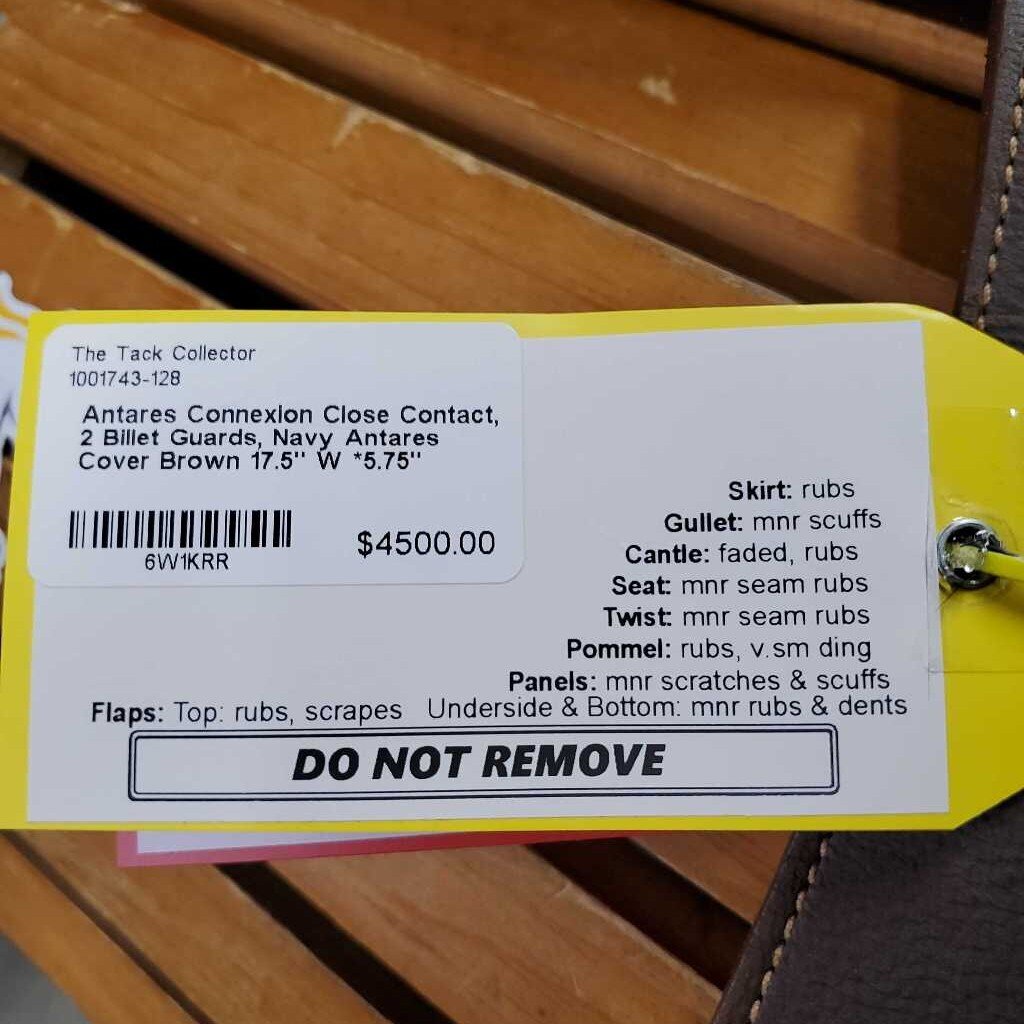 The Tack Collector
1001743-128
Antares Connexion Close Contact,
2 Billet Guards, Navy Antares
Cover Brown 17.5" W *5.75"
6W1KRR
$4500.00
Skirt: rubs
Gullet: mnr scuffs
Cantle: faded, rubs
Seat: mnr seam rubs
Twist: mnr seam rubs
Pommel: rubs, v.sm ding
Panels: mnr scratches & scuffs
Flaps: Top: rubs, scrapes Underside & Bottom: mnr rubs & dents
DO NOT REMOVE